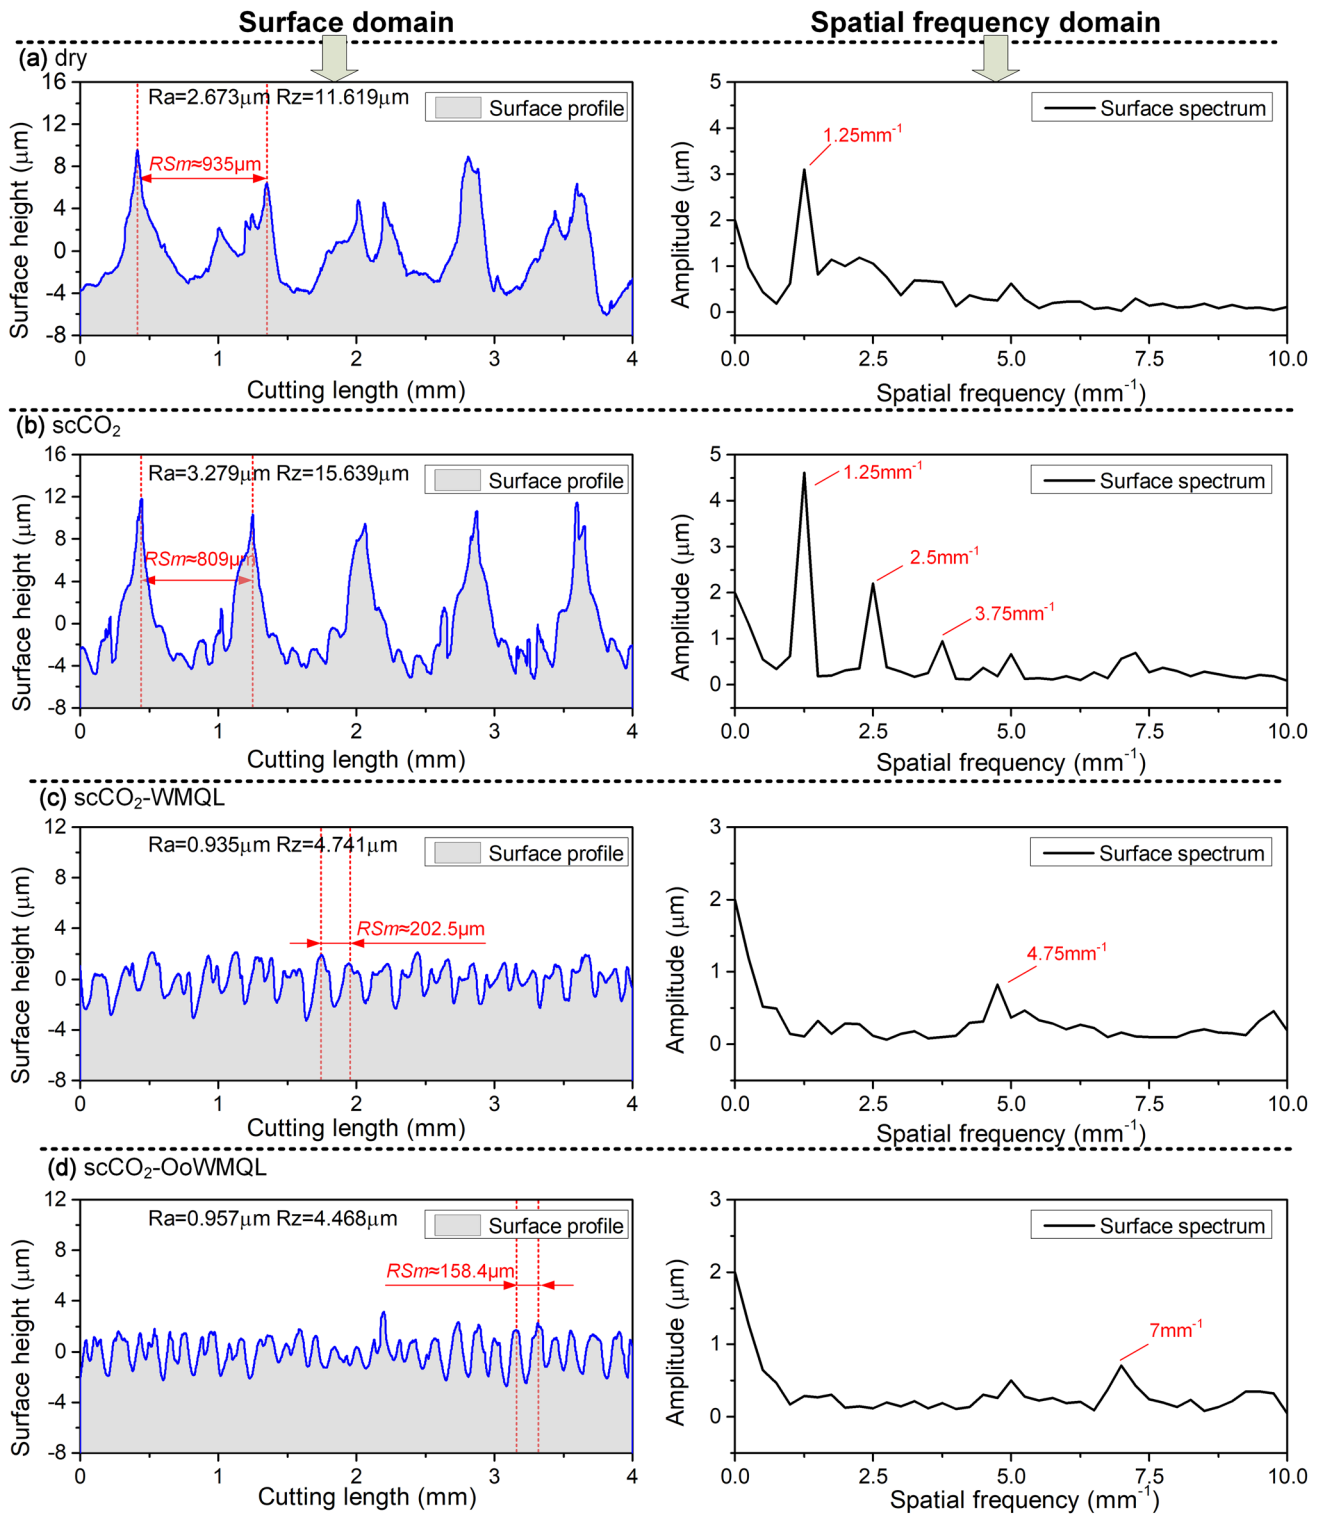 Surface domain
Spatial frequency domain
(a) dry
Ra=2.673μm Rz=11.619μm
Surface profile
RSm≈935μm
Surface height (μm)
16
12
8
4
0
-4
-8
0 1 2 3 4
Cutting length (mm)
Surface spectrum
1.25mm-1
Amplitude (μm)
5
4
3
2
1
0
0.0 2.5 5.0 7.5 10.0
Spatial frequency (mm-1)
(b) scCO2
Ra=3.279μm Rz=15.639μm
Surface profile
RSm≈809μm
Surface height (μm)
16
12
8
4
0
-4
-8
0 1 2 3 4
Cutting length (mm)
Surface spectrum
1.25mm-1
2.5mm-1
3.75mm-1
Amplitude (μm)
5
4
3
2
1
0
0.0 2.5 5.0 7.5 10.0
Spatial frequency (mm-1)
(c) scCO2-WMQL
Ra=0.935μm Rz=4.741μm
Surface profile
RSm≈202.5μm
Surface height (μm)
12
8
4
0
-4
-8
0 1 2 3 4
Cutting length (mm)
Surface spectrum
4.75mm-1
Amplitude (μm)
3
2
1
0
0.0 2.5 5.0 7.5 10.0
Spatial frequency (mm-1)
(d) scCO2-OoWMQL
Ra=0.957μm Rz=4.468μm
Surface profile
RSm≈158.4μm
Surface height (μm)
12
8
4
0
-4
-8
0 1 2 3 4
Cutting length (mm)
Surface spectrum
7mm-1
Amplitude (μm)
3
2
1
0
0.0 2.5 5.0 7.5 10.0
Spatial frequency (mm-1)